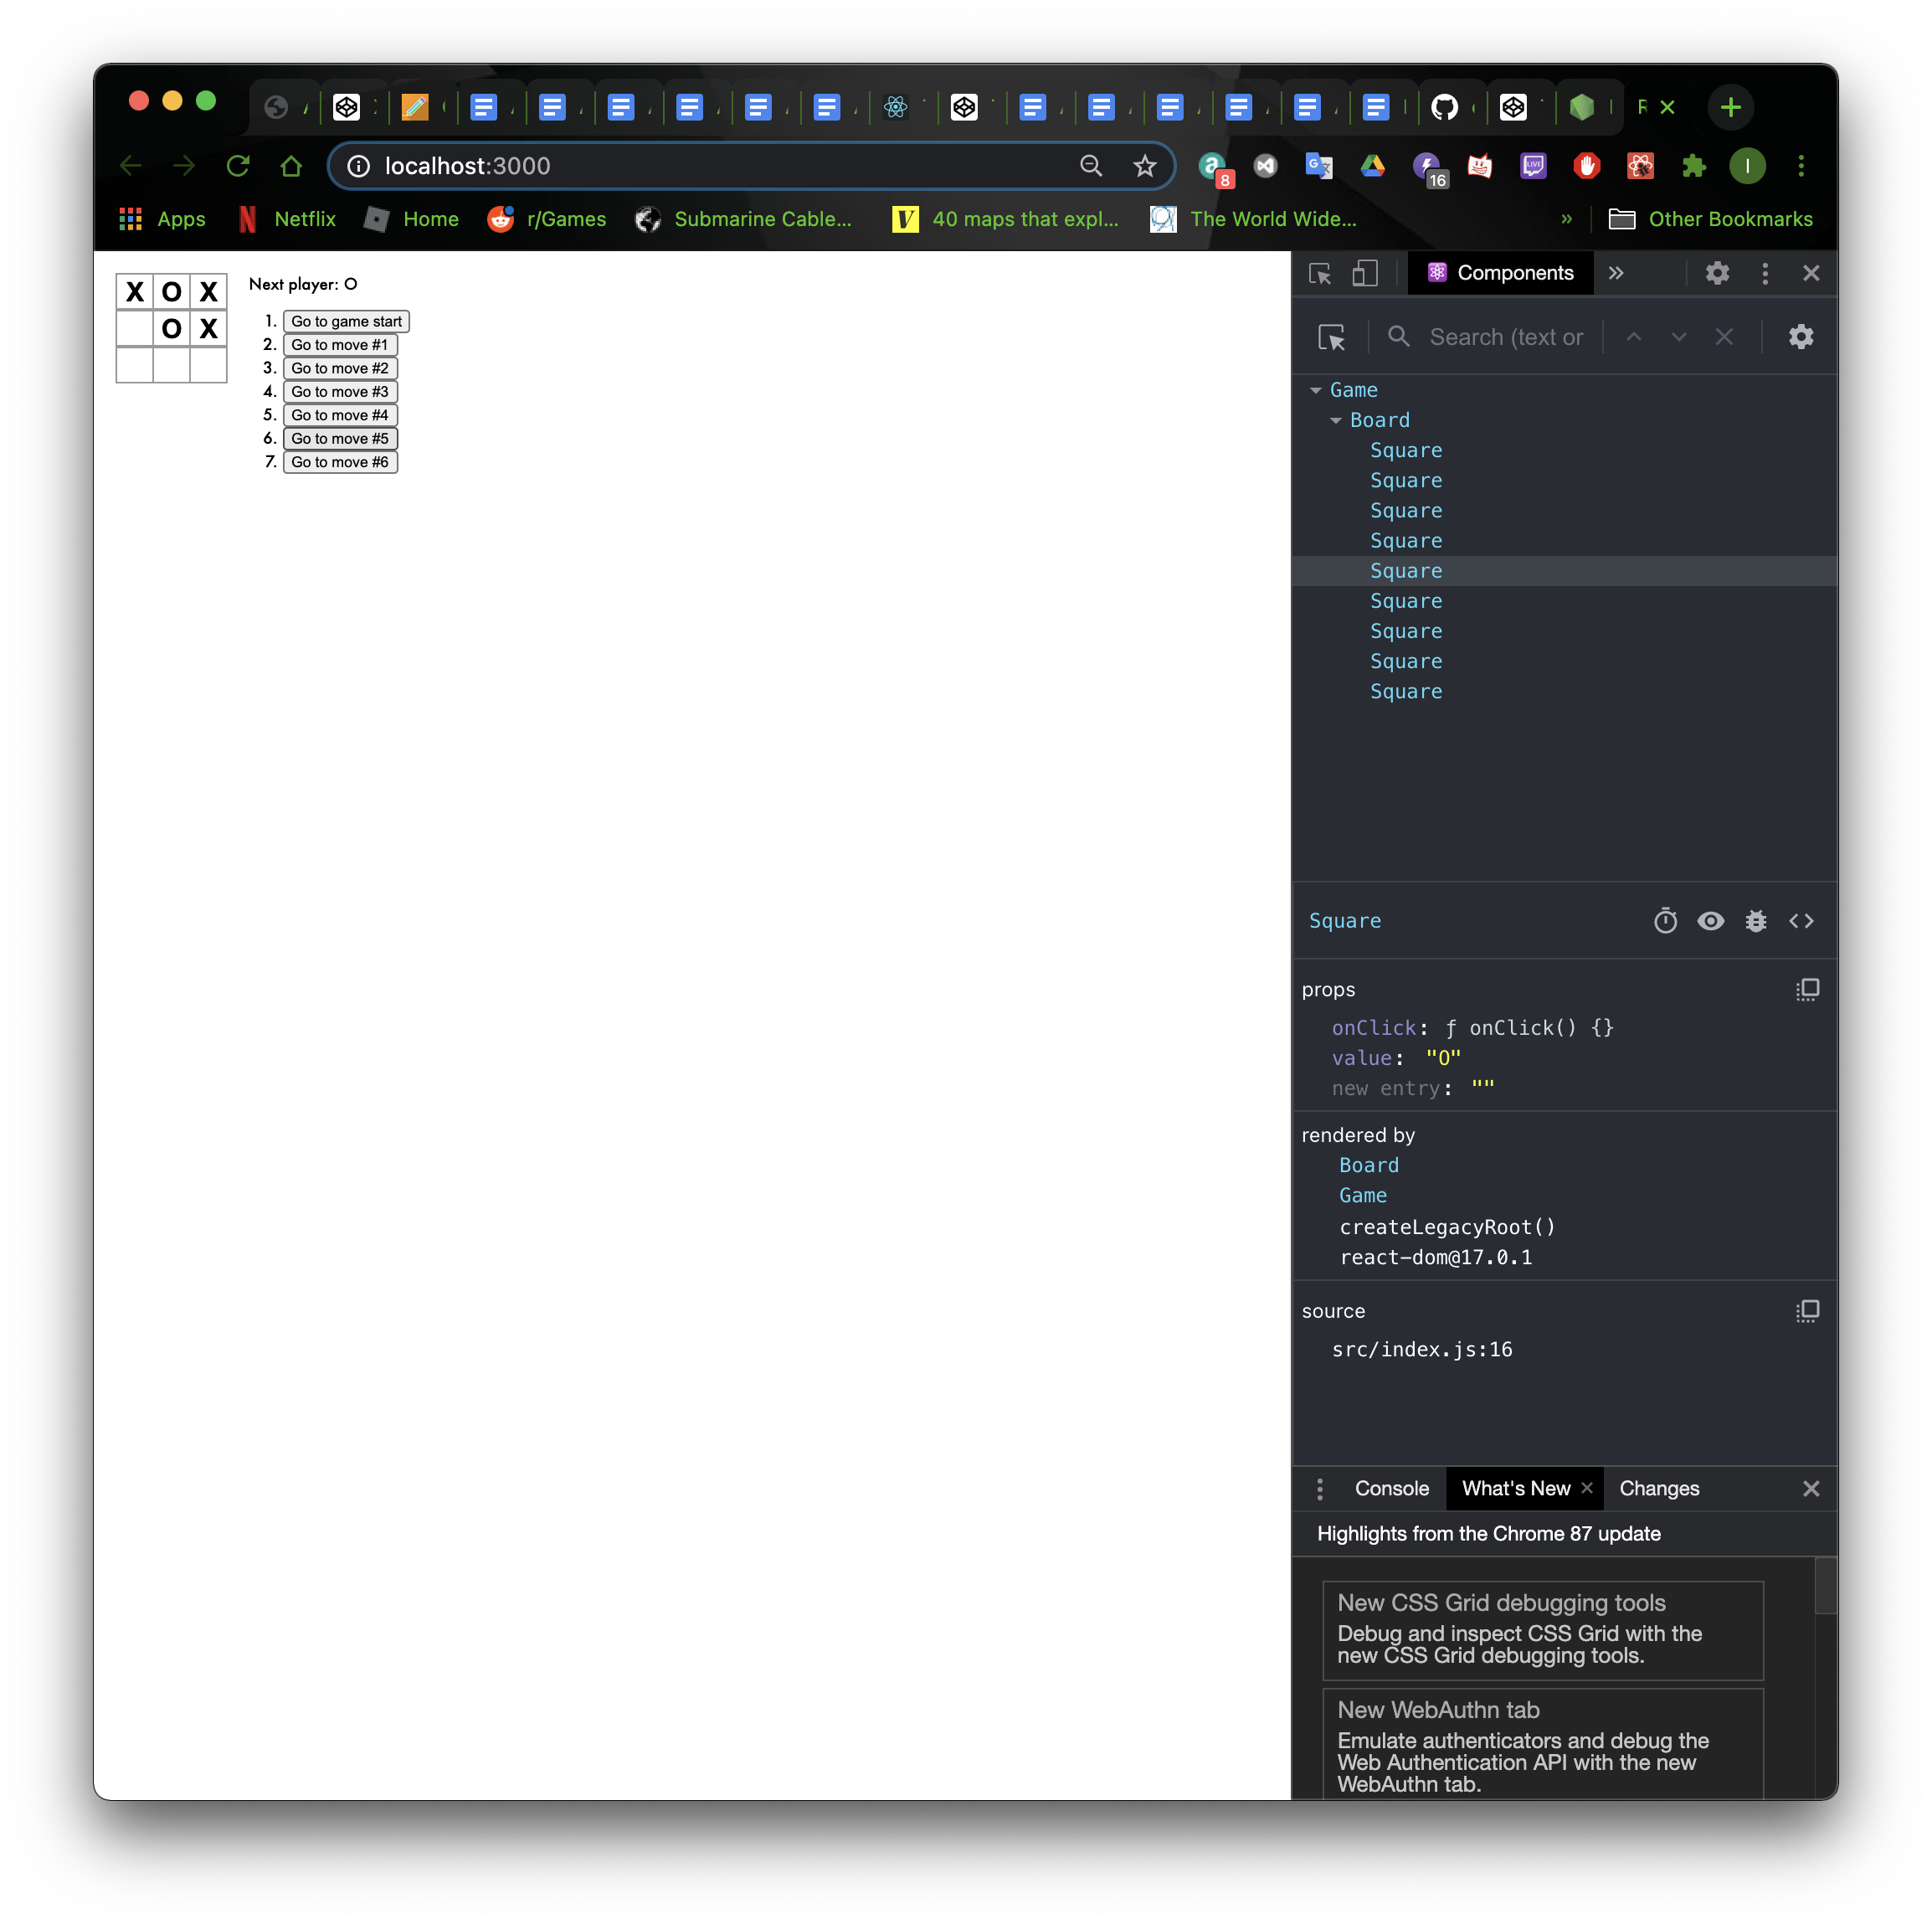 R
localhost:3000
8
16
I
Apps
Netflix
Home
r/Games
Submarine Cable...
V
40 maps that expl...
The World Wide...
»
Other Bookmarks
X O X
O X
Next player: O
1. Go to game start
2. Go to move #1
3. Go to move #2
4. Go to move #3
5. Go to move #4
6. Go to move #5
7. Go to move #6
Components »
Search (text or
Game
Board
Square
Square
Square
Square
Square
Square
Square
Square
Square
Square
props
onClick: ƒ onClick() {}
value: "O"
new entry: ""
rendered by
Board
Game
createLegacyRoot()
react-dom@17.0.1
source
src/index.js:16
Console What's New Changes
Highlights from the Chrome 87 update
New CSS Grid debugging tools
Debug and inspect CSS Grid with the
new CSS Grid debugging tools.
New WebAuthn tab
Emulate authenticators and debug the
Web Authentication API with the new
WebAuthn tab.